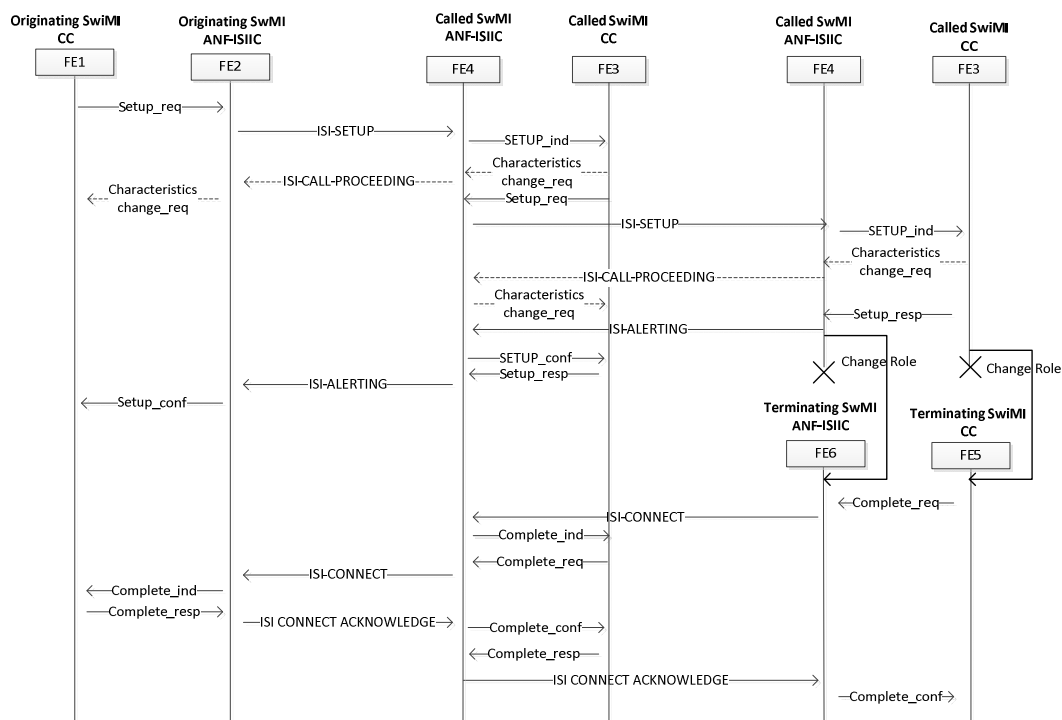 Originating SwiMI
CC
Originating SwMI
ANF-ISIIC
Called SwMI
ANF-ISIIC
Called SwiMI
CC
Called SwMI
ANF-ISIIC
Called SwiMI
CC
FE1
FE2
FE4
FE3
FE4
FE3
Setup_req
ISI-SETUP
SETUP_ind
Characteristics
change_req
ISI-CALL-PROCEEDING
Characteristics
change_req
Setup_req
ISI-SETUP
SETUP_ind
Characteristics
change_req
ISI-CALL-PROCEEDING
Characteristics
change_req
Setup_resp
ISI-ALERTING
SETUP_conf
Setup_resp
Change Role
Change Role
ISI-ALERTING
Setup_conf
Terminating SwMI
ANF-ISIIC
Terminating SwiMI
CC
FE6
FE5
Complete_req
ISI-CONNECT
Complete_ind
Complete_req
ISI-CONNECT
Complete_ind
Complete_resp
ISI CONNECT ACKNOWLEDGE
Complete_conf
Complete_resp
ISI CONNECT ACKNOWLEDGE
Complete_conf